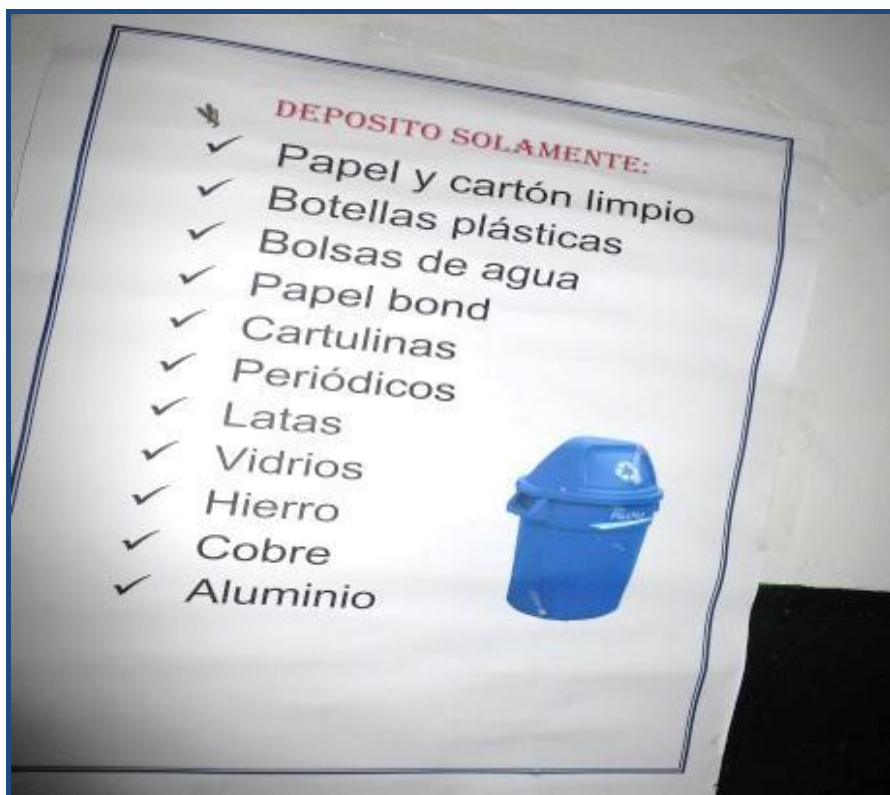 DEPOSITO SOLAMENTE:
Papel y cartón limpio
Botellas plásticas
Bolsas de agua
Papel bond
Cartulinas
Periódicos
Latas
Vidrios
Hierro
Cobre
Aluminio